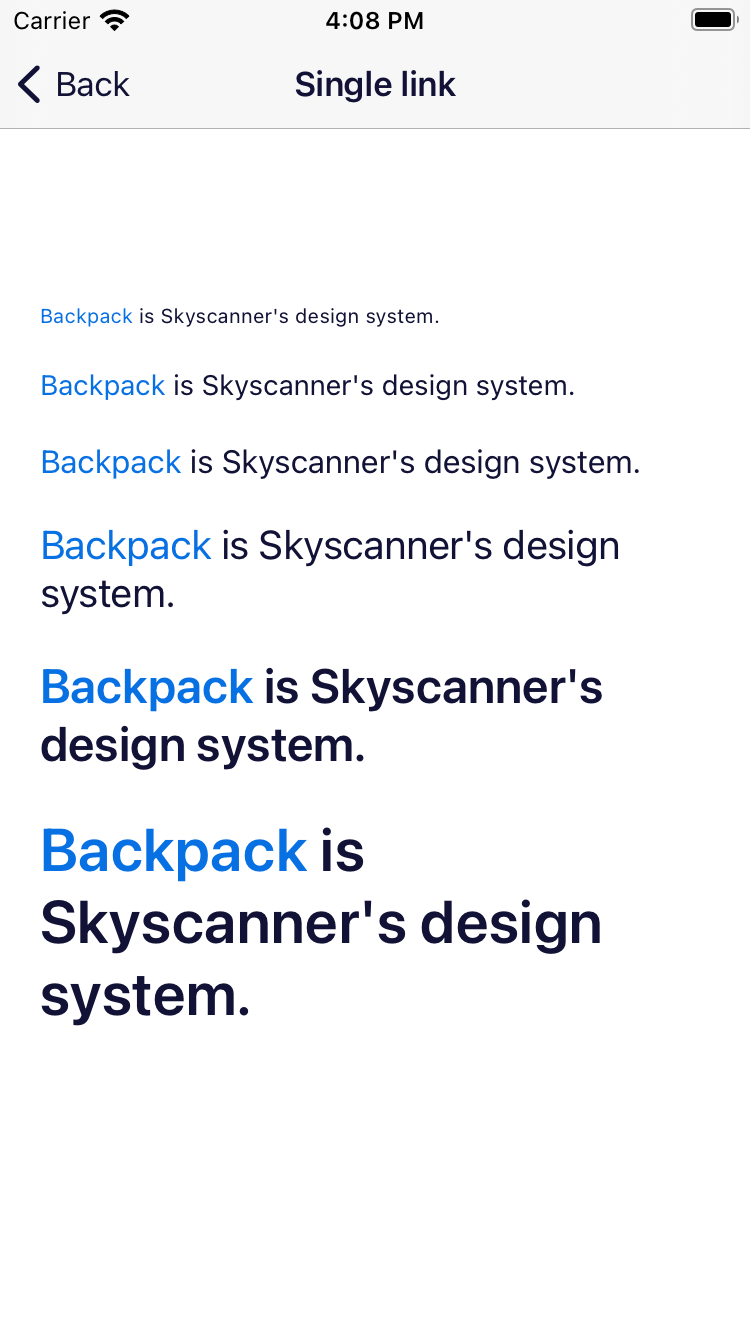 Carrier 4:08 PM
Back Single link
Backpack is Skyscanner's design system.
Backpack is Skyscanner's design system.
Backpack is Skyscanner's design system.
Backpack is Skyscanner's design
system.
Backpack is Skyscanner's
design system.
Backpack is
Skyscanner's design
system.